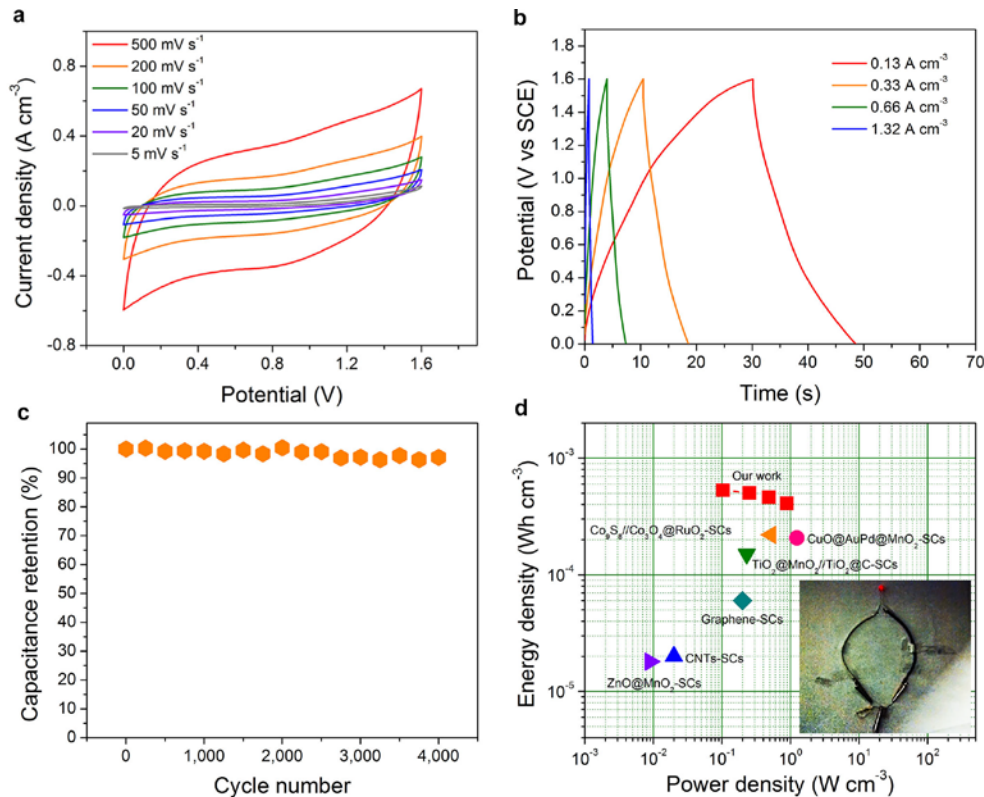 a
Current density (A cm⁻³)
0.8
0.4
0.0
-0.4
-0.8
500 mV s⁻¹
200 mV s⁻¹
100 mV s⁻¹
50 mV s⁻¹
20 mV s⁻¹
5 mV s⁻¹
0.0 0.4 0.8 1.2 1.6
Potential (V)
b
Potential (V vs SCE)
1.8
1.6
1.4
1.2
1.0
0.8
0.6
0.4
0.2
0.0
0.13 A cm⁻³
0.33 A cm⁻³
0.66 A cm⁻³
1.32 A cm⁻³
0 10 20 30 40 50 60 70
Time (s)
c
Capacitance retention (%)
100
90
80
70
60
50
40
30
20
10
0
0 1,000 2,000 3,000 4,000
Cycle number
d
Energy density (Wh cm⁻³)
10⁻³
10⁻⁴
10⁻⁵
Our work
Co₉S₈//Co₃O₄@RuO₂-SCs
CuO@AuPd@MnO₂-SCs
TiO₂@MnO₂//TiO₂@C-SCs
Graphene-SCs
CNTs-SCs
ZnO@MnO₂-SCs
10⁻³ 10⁻² 10⁻¹ 10⁰ 10¹ 10²
Power density (W cm⁻³)